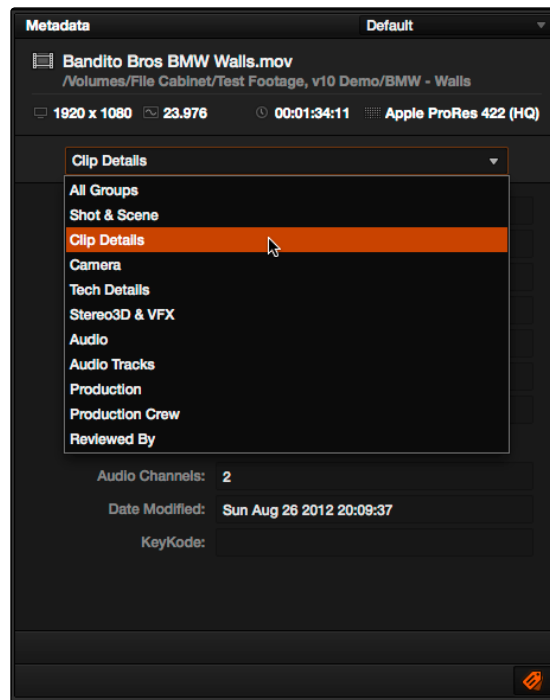 Metadata Default
Bandito Bros BMW Walls.mov
/Volumes/File Cabinet/Test Footage, v10 Demo/BMW - Walls
1920 x 1080 23.976 00:01:34:11 Apple ProRes 422 (HQ)
Clip Details
All Groups
Shot & Scene
Clip Details
Camera
Tech Details
Stereo3D & VFX
Audio
Audio Tracks
Production
Production Crew
Reviewed By
Audio Channels: 2
Date Modified: Sun Aug 26 2012 20:09:37
KeyKode: